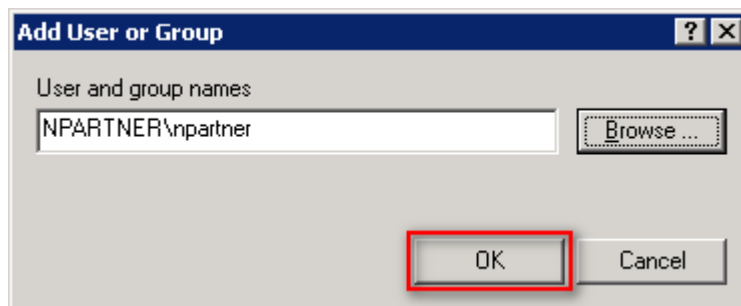 Add User or Group
User and group names
NPARTNER\npartner
Browse ...
OK
Cancel